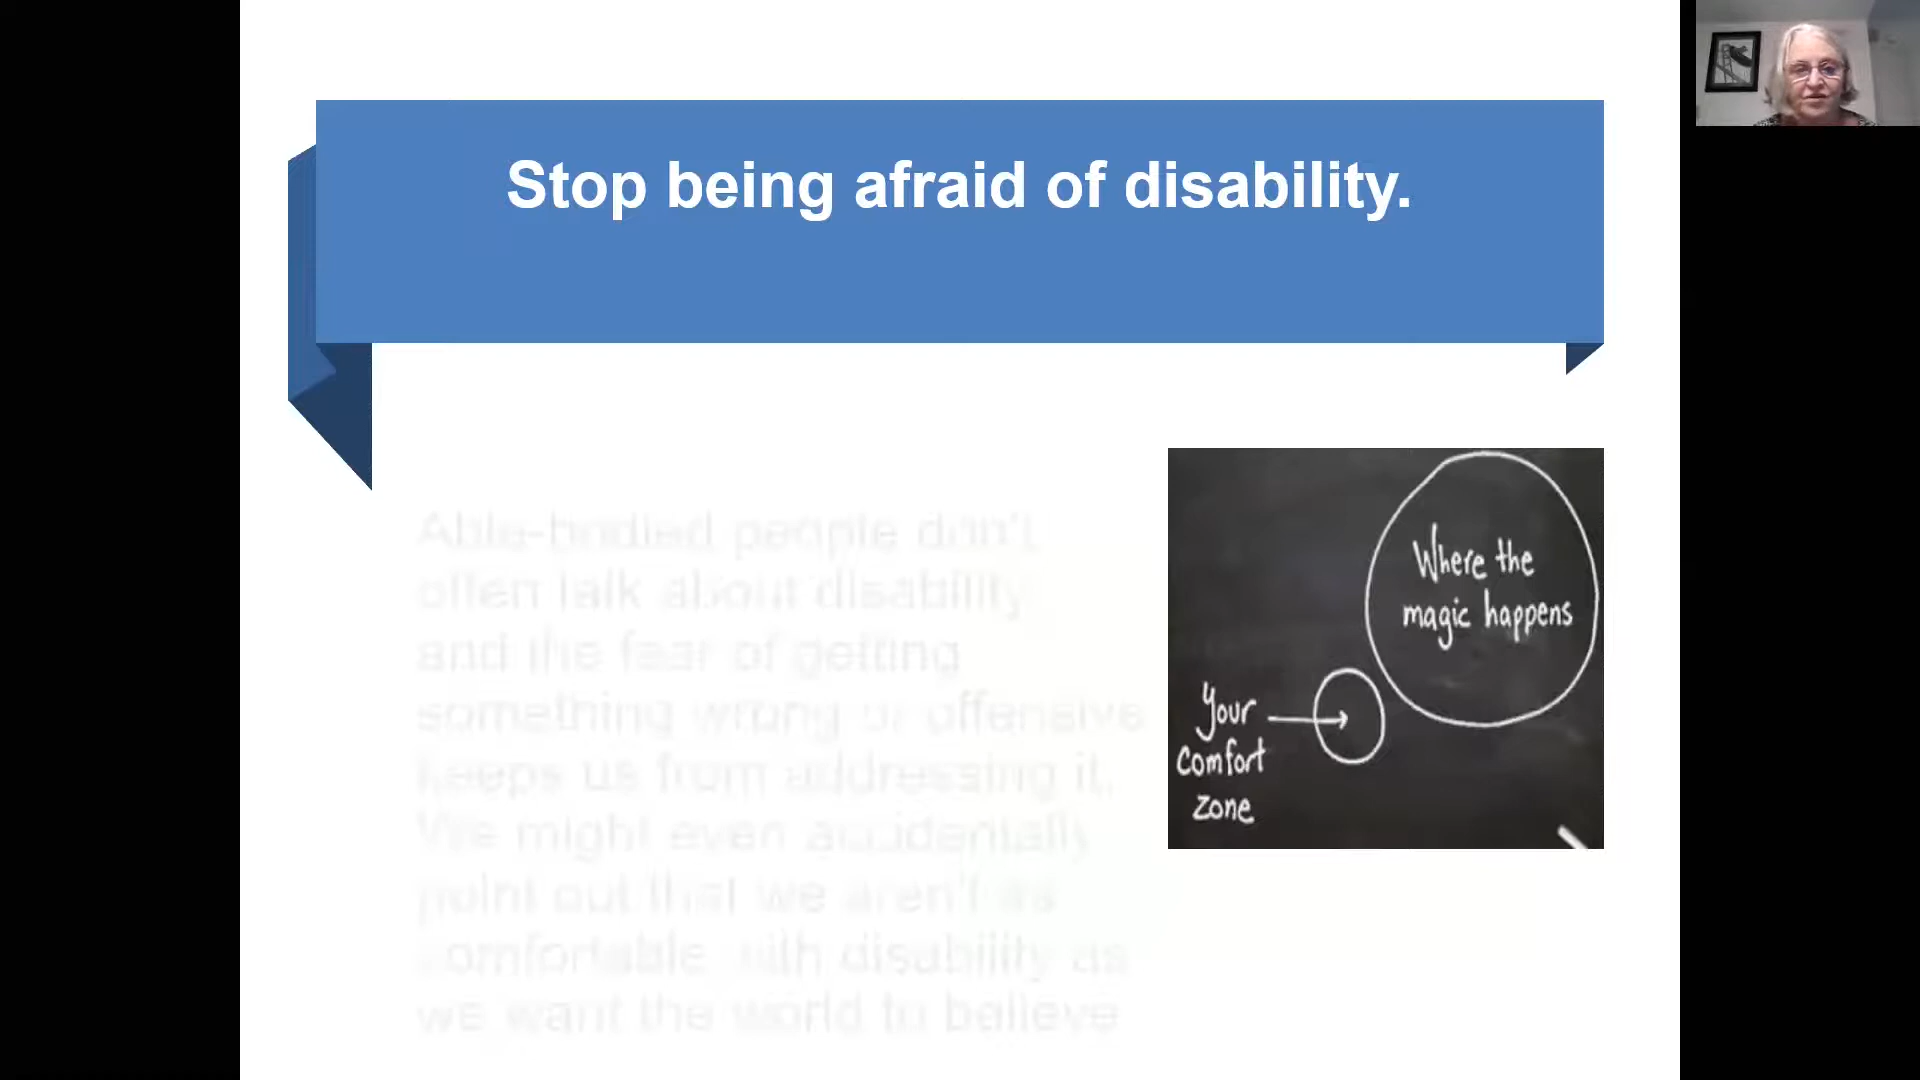 Stop being afraid of disability.
Able-bodied people don't
often talk about disability
and the fear of getting
something wrong or offensive
keeps us from addressing it.
We might even accidentally
point out that we aren't as
comfortable with disability as
we want the world to believe
Where the
magic happens
Your
comfort
zone